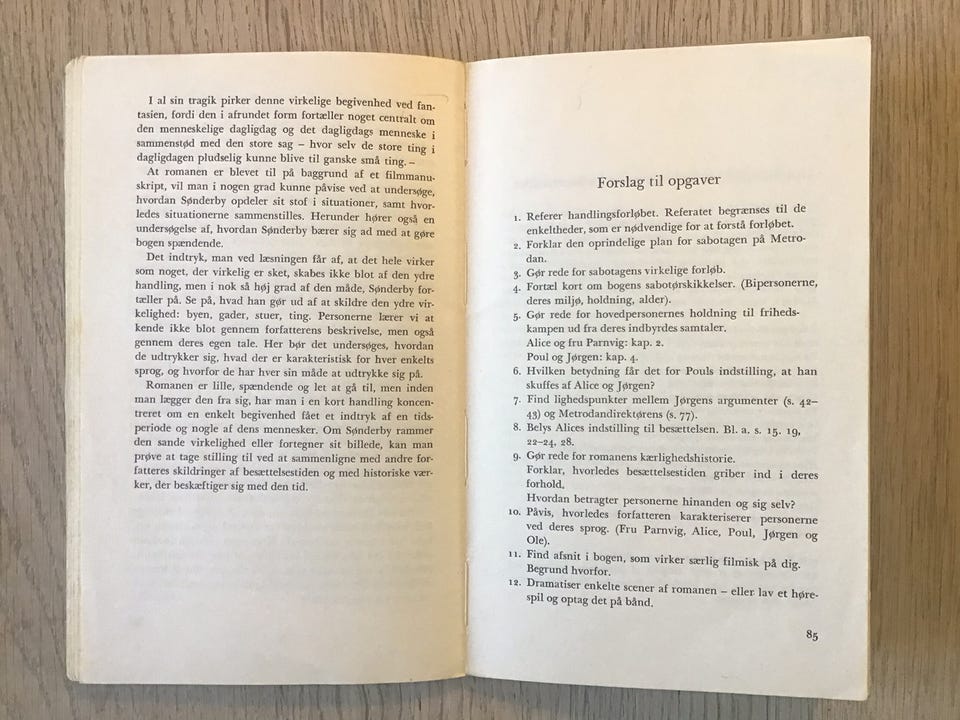 I al sin tragik pirker denne virkelige begivenhed ved fan-
tasien, fordi den i afrundet form fortæller noget centralt om
den menneskelige dagligdag og det dagligdags menneske i
sammenstød med den store sag – hvor selv de store ting i
dagligdagen pludselig kunne blive til ganske små ting. –
At romanen er blevet til på baggrund af et filmmanu-
skript, vil man i nogen grad kunne påvise ved at undersøge,
hvordan Sønderby opdeler sit stof i situationer, samt hvor-
ledes situationerne sammenstilles. Herunder hører også en
undersøgelse af, hvordan Sønderby bærer sig ad med at gøre
bogen spændende.
Det indtryk, man ved læsningen får af, at det hele virker
som noget, der virkelig er sket, skabes ikke blot af den ydre
handling, men i nok så høj grad af den måde, Sønderby for-
tæller på. Se på, hvad han gør ud af at skildre den ydre vir-
kelighed: byen, gader, stuer, ting. Personerne lærer vi at
kende ikke blot gennem forfatterens beskrivelse, men også
gennem deres egen tale. Her bør det undersøges, hvordan
de udtrykker sig, hvad der er karakteristisk for hver enkelts
sprog, og hvorfor de har hver sin måde at udtrykke sig på.
Romanen er lille, spændende og let at gå til, men inden
man lægger den fra sig, har man i en kort handling koncen-
treret om en enkelt begivenhed fået et indtryk af en tids-
periode og nogle af dens mennesker. Om Sønderby rammer
den sande virkelighed eller fortegner sit billede, kan man
prøve at tage stilling til ved at sammenligne med andre for-
fatteres skildringer af besættelsestiden og med historiske vær-
ker, der beskæftiger sig med den tid.
Forslag til opgaver
1. Referer handlingsforløbet. Referatet begrænses til de
enkeltheder, som er nødvendige for at forstå forløbet.
2. Forklar den oprindelige plan for sabotagen på Metro-
dan.
3. Gør rede for sabotagens virkelige forløb.
4. Fortæl kort om bogens sabotørskikkelser. (Bipersonerne,
deres miljø, holdning, alder).
5. Gør rede for hovedpersonernes holdning til friheds-
kampen ud fra deres indbyrdes samtaler.
Alice og fru Parnvig: kap. 2.
Poul og Jørgen: kap. 4.
6. Hvilken betydning får det for Pouls indstilling, at han
skuffes af Alice og Jørgen?
7. Find lighedspunkter mellem Jørgens argumenter (s. 42–
43) og Metrodandirektørens (s. 77).
8. Belys Alices indstilling til besættelsen. Bl. a. s. 15. 19,
22–24, 28.
9. Gør rede for romanens kærlighedshistorie.
Forklar, hvorledes besættelsestiden griber ind i deres
forhold.
Hvordan betragter personerne hinanden og sig selv?
10. Påvis, hvorledes forfatteren karakteriserer personerne
ved deres sprog. (Fru Parnvig, Alice, Poul, Jørgen og
Ole).
11. Find afsnit i bogen, som virker særlig filmisk på dig.
Begrund hvorfor.
12. Dramatiser enkelte scener af romanen – eller lav et høre-
spil og optag det på bånd.
85